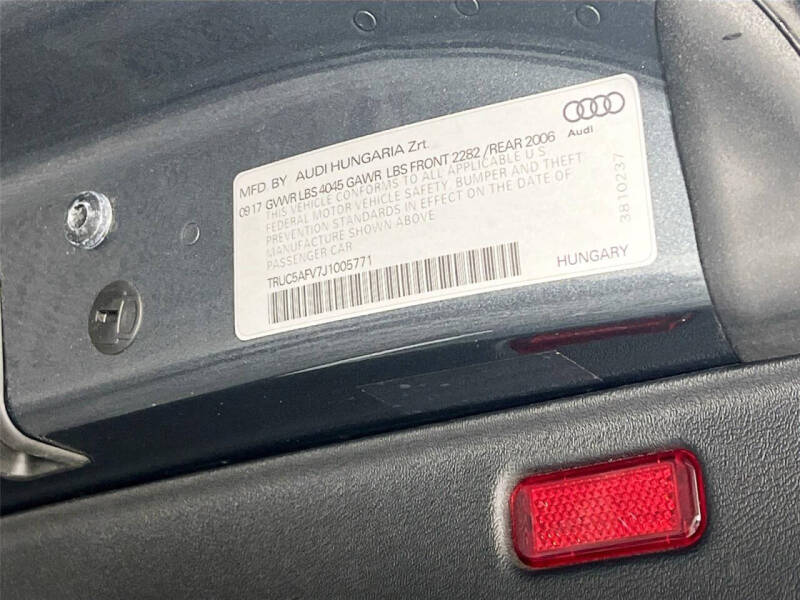 Audi
MFD BY AUDI HUNGARIA Zrt.
0917 GVWR LBS 4045 GAWR LBS FRONT 2282 /REAR 2006
THIS VEHICLE CONFORMS TO ALL APPLICABLE U.S.
FEDERAL MOTOR VEHICLE SAFETY, BUMPER AND THEFT
PREVENTION STANDARDS IN EFFECT ON THE DATE OF
MANUFACTURE SHOWN ABOVE
PASSENGER CAR
TRUC5AFV7J1005771
HUNGARY
3810237